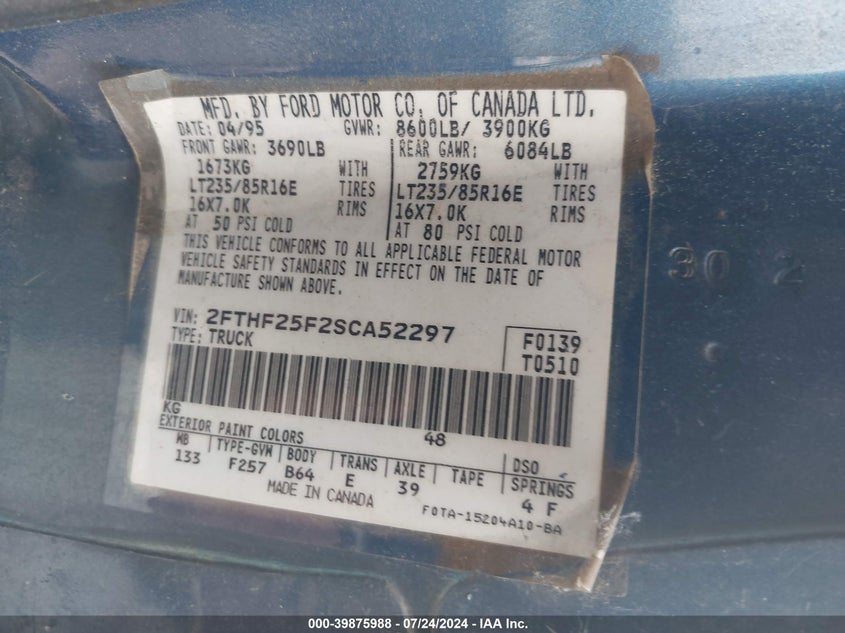 MFD. BY FORD MOTOR CO. OF CANADA LTD.
DATE: 04/95 GVWR: 8600LB/ 3900KG
FRONT GAWR: 3690LB REAR GAWR: 6084LB
1673KG WITH 2759KG WITH
LT235/85R16E TIRES LT235/85R16E TIRES
16X7.0K RIMS 16X7.0K RIMS
AT 50 PSI COLD AT 80 PSI COLD
THIS VEHICLE CONFORMS TO ALL APPLICABLE FEDERAL MOTOR
VEHICLE SAFETY STANDARDS IN EFFECT ON THE DATE OF
MANUFACTURE SHOWN ABOVE.
VIN: 2FTHF25F2SCA52297 F0139
TYPE: TRUCK T0510
KG 48
EXTERIOR PAINT COLORS
WB TYPE-GVW BODY TRANS AXLE TAPE DSO
133 F257 B64 E 39 SPRINGS
4 F
MADE IN CANADA F0TA-15204A10-BA
30 2
000-39875988 - 07/24/2024 - IAAI.com